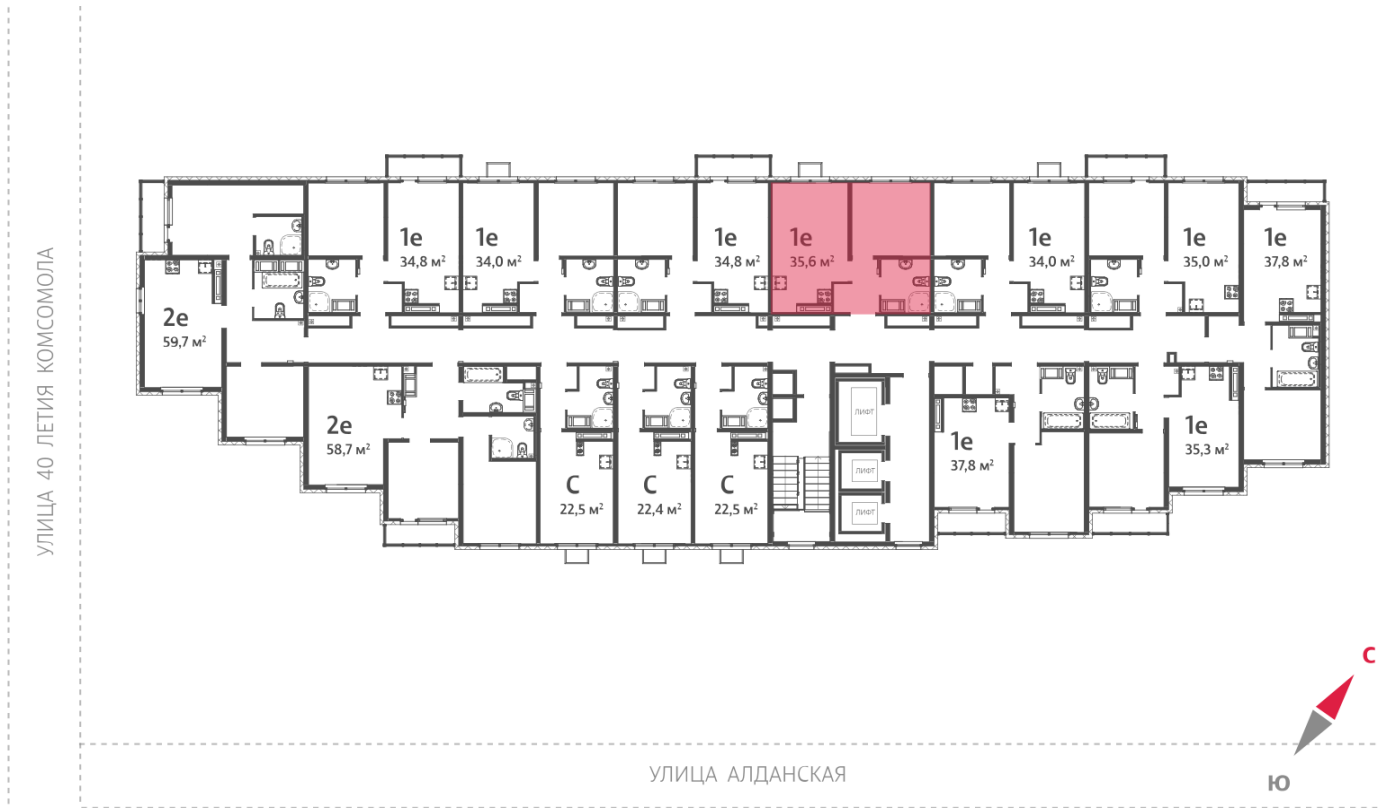 УЛИЦА 40 ЛЕТИЯ КОМСОМОЛА
1е
34,8 м²
1е
34,0 м²
1е
34,8 м²
1е
35,6 м²
1е
34,0 м²
1е
35,0 м²
1е
37,8 м²
2е
59,7 м²
2е
58,7 м²
С
22,5 м²
С
22,4 м²
С
22,5 м²
ЛИФТ
ЛИФТ
ЛИФТ
1е
37,8 м²
1е
35,3 м²
С
Ю
УЛИЦА АЛДАНСКАЯ